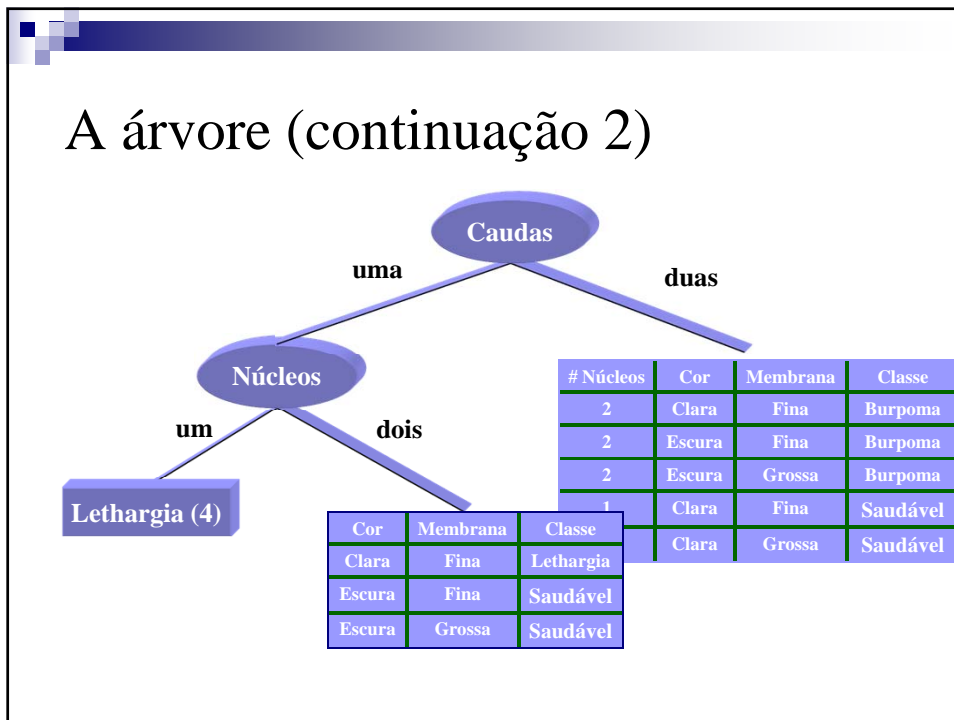 A árvore (continuação 2)
Caudas
uma
duas
Núcleos
um
dois
Lethargia (4)
# Núcleos Cor Membrana Classe
2 Clara Fina Burpoma
2 Escura Fina Burpoma
2 Escura Grossa Burpoma
1 Clara Fina Saudável
Clara Grossa Saudável
Cor Membrana Classe
Clara Fina Lethargia
Escura Fina Saudável
Escura Grossa Saudável